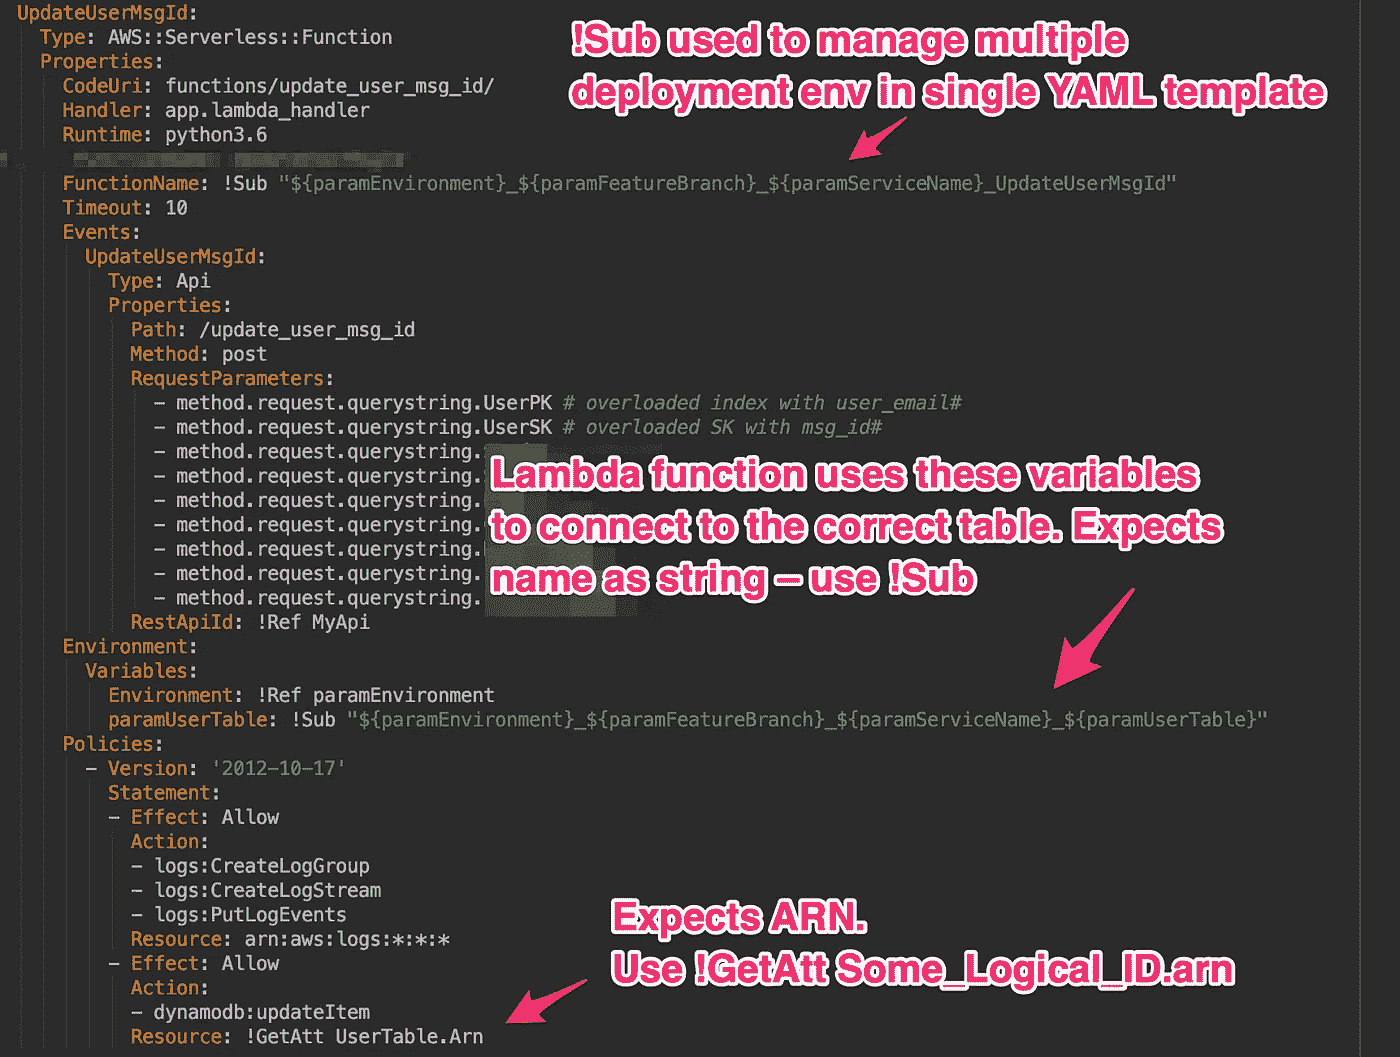 UpdateUserMsgId:
Type: AWS::Serverless::Function
Properties:
CodeUri: functions/update_user_msg_id/
Handler: app.lambda_handler
Runtime: python3.6
!Sub used to manage multiple
deployment env in single YAML template
FunctionName: !Sub "${paramEnvironment}_${paramFeatureBranch}_${paramServiceName}_UpdateUserMsgId"
Timeout: 10
Events:
UpdateUserMsgId:
Type: Api
Properties:
Path: /update_user_msg_id
Method: post
RequestParameters:
- method.request.querystring.UserPK # overloaded index with user_email#
- method.request.querystring.UserSK # overloaded SK with msg_id#
- method.request.querystring.
- method.request.querystring.
- method.request.querystring.
- method.request.querystring.
- method.request.querystring.
- method.request.querystring.
- method.request.querystring.
Lambda function uses these variables
to connect to the correct table. Expects
name as string – use !Sub
RestApiId: !Ref MyApi
Environment:
Variables:
Environment: !Ref paramEnvironment
paramUserTable: !Sub "${paramEnvironment}_${paramFeatureBranch}_${paramServiceName}_${paramUserTable}"
Policies:
- Version: '2012-10-17'
Statement:
- Effect: Allow
Action:
- logs:CreateLogGroup
- logs:CreateLogStream
- logs:PutLogEvents
Resource: arn:aws:logs:*:*:*
- Effect: Allow
Action:
- dynamodb:updateItem
Resource: !GetAtt UserTable.Arn
Expects ARN.
Use !GetAtt Some_Logical_ID.arn